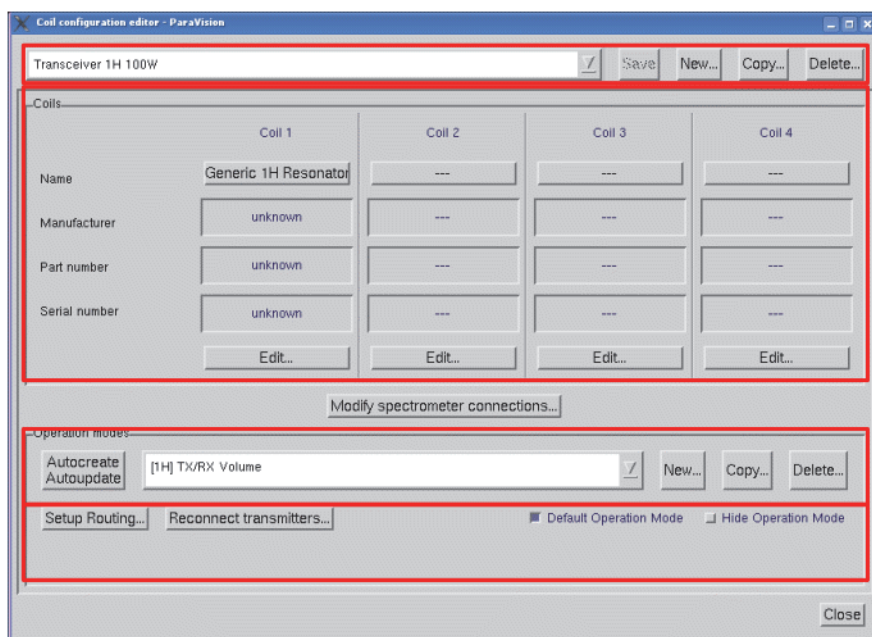 Coil configuration editor - ParaVision
Transceiver 1H 100W Save New... Copy... Delete...
Coils
Coil 1 Coil 2 Coil 3 Coil 4
Name Generic 1H Resonator --- --- ---
Manufacturer unknown --- --- ---
Part number unknown --- --- ---
Serial number unknown --- --- ---
Edit... Edit... Edit... Edit...
Modify spectrometer connections...
Operation modes
Autocreate
Autoupdate [1H] TX/RX Volume New... Copy... Delete...
Setup Routing... Reconnect transmitters... Default Operation Mode Hide Operation Mode
Close